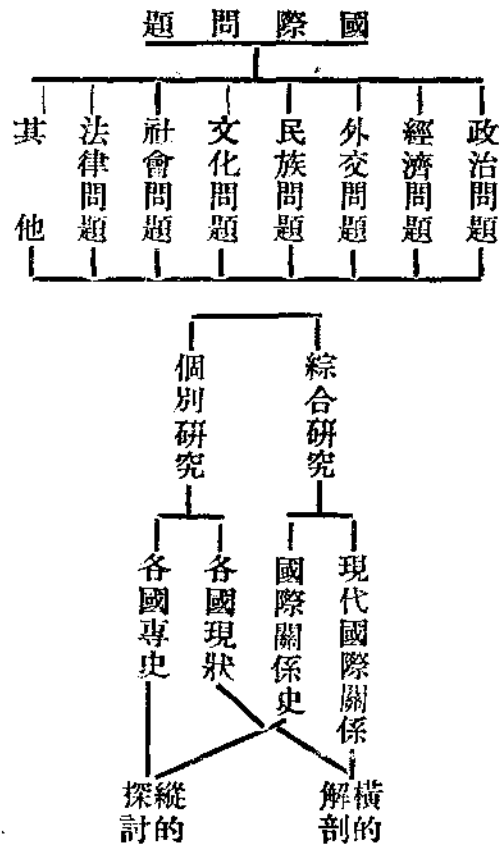 國際問題
政治問題
經濟問題
外交問題
民族問題
文化問題
社會問題
法律問題
其他
綜合研究
個別研究
現代國際關係
國際關係史
各國現狀
各國專史
橫的
解剖
縱的
探討